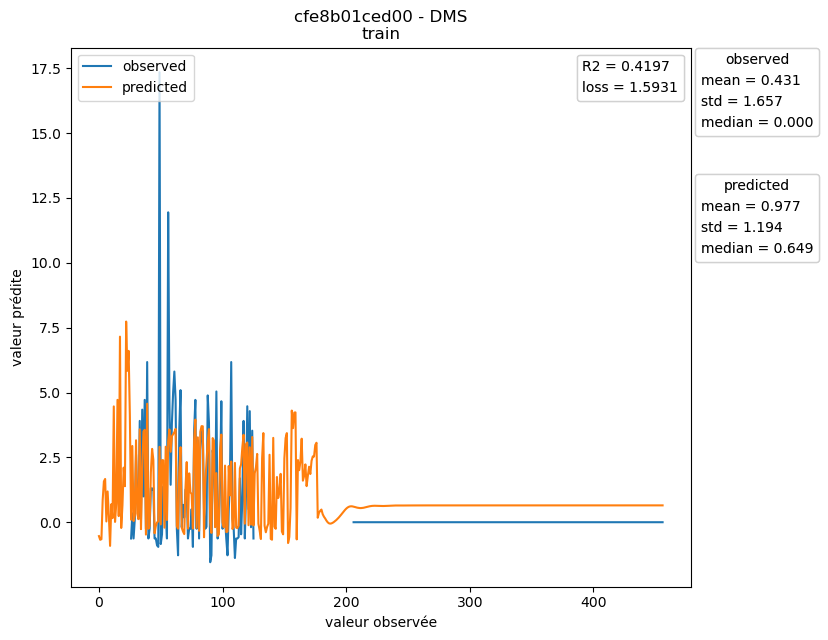 cfe8b01ced00 - DMS
train
observed
predicted
R2 = 0.4197
loss = 1.5931
observed
mean = 0.431
std = 1.657
median = 0.000
predicted
mean = 0.977
std = 1.194
median = 0.649
valeur prédite
17.5
15.0
12.5
10.0
7.5
5.0
2.5
0.0
0
100
200
300
400
valeur observée